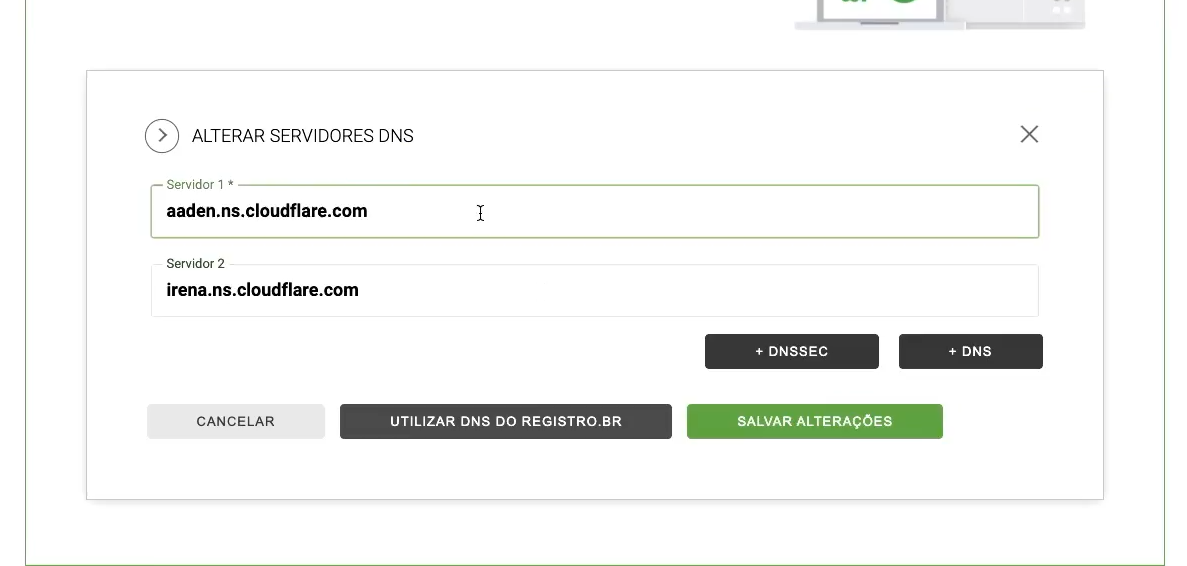 ALTERAR SERVIDORES DNS
Servidor 1 *
aaden.ns.cloudflare.com
Servidor 2
irena.ns.cloudflare.com
+ DNSSEC
+ DNS
CANCELAR
UTILIZAR DNS DO REGISTRO.BR
SALVAR ALTERAÇÕES